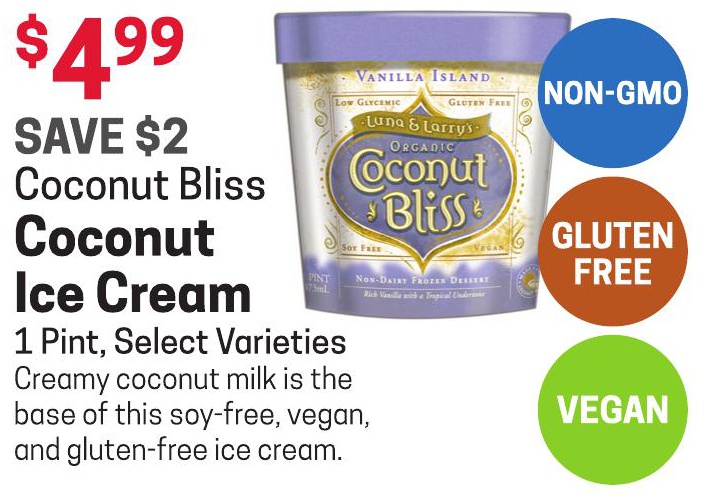 $4.99
SAVE $2
Coconut Bliss
Coconut
Ice Cream
1 Pint, Select Varieties
Creamy coconut milk is the
base of this soy-free, vegan,
and gluten-free ice cream.
VANILLA ISLAND
LOW GLYCEMIC
GLUTEN FREE
Luna & Larry's
ORGANIC
Coconut
Bliss
SOY FREE
VEGAN
PINT
473mL
NON-DAIRY FROZEN DESSERT
Rich Vanilla with a Tropical Undertone
NON-GMO
GLUTEN
FREE
VEGAN